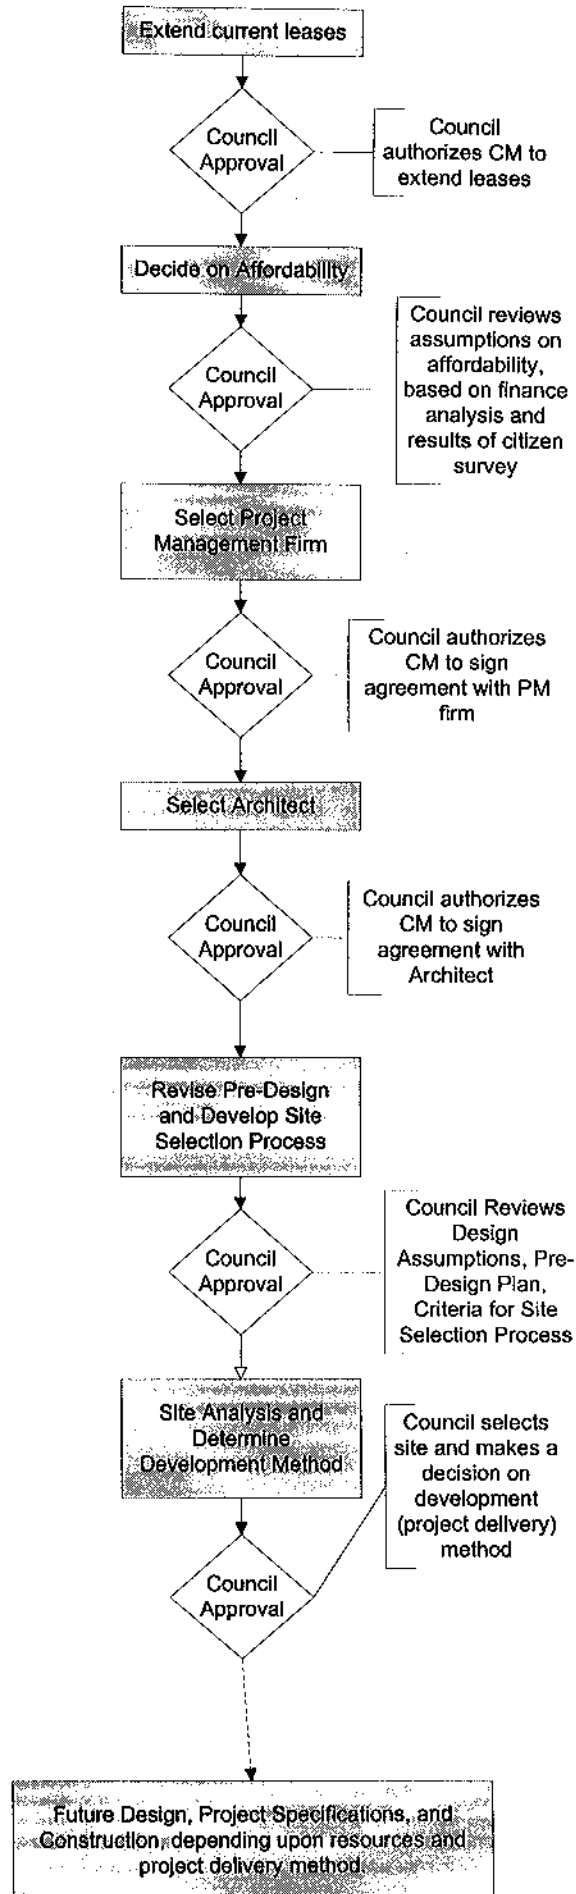 Extend current leases
Council
Approval
Council
authorizes CM to
extend leases
Decide on Affordability
Council
Approval
Council reviews
assumptions on
affordability,
based on finance
analysis and
results of citizen
survey
Select Project
Management Firm
Council
Approval
Council authorizes
CM to sign
agreement with PM
firm
Select Architect
Council
Approval
Council authorizes
CM to sign
agreement with
Architect
Revise Pre-Design
and Develop Site
Selection Process
Council
Approval
Council Reviews
Design
Assumptions, Pre-
Design Plan,
Criteria for Site
Selection Process
Site Analysis and
Determine
Development Method
Council
Approval
Council selects
site and makes a
decision on
development
(project delivery)
method
Future Design, Project Specifications, and
Construction, depending upon resources and
project delivery method